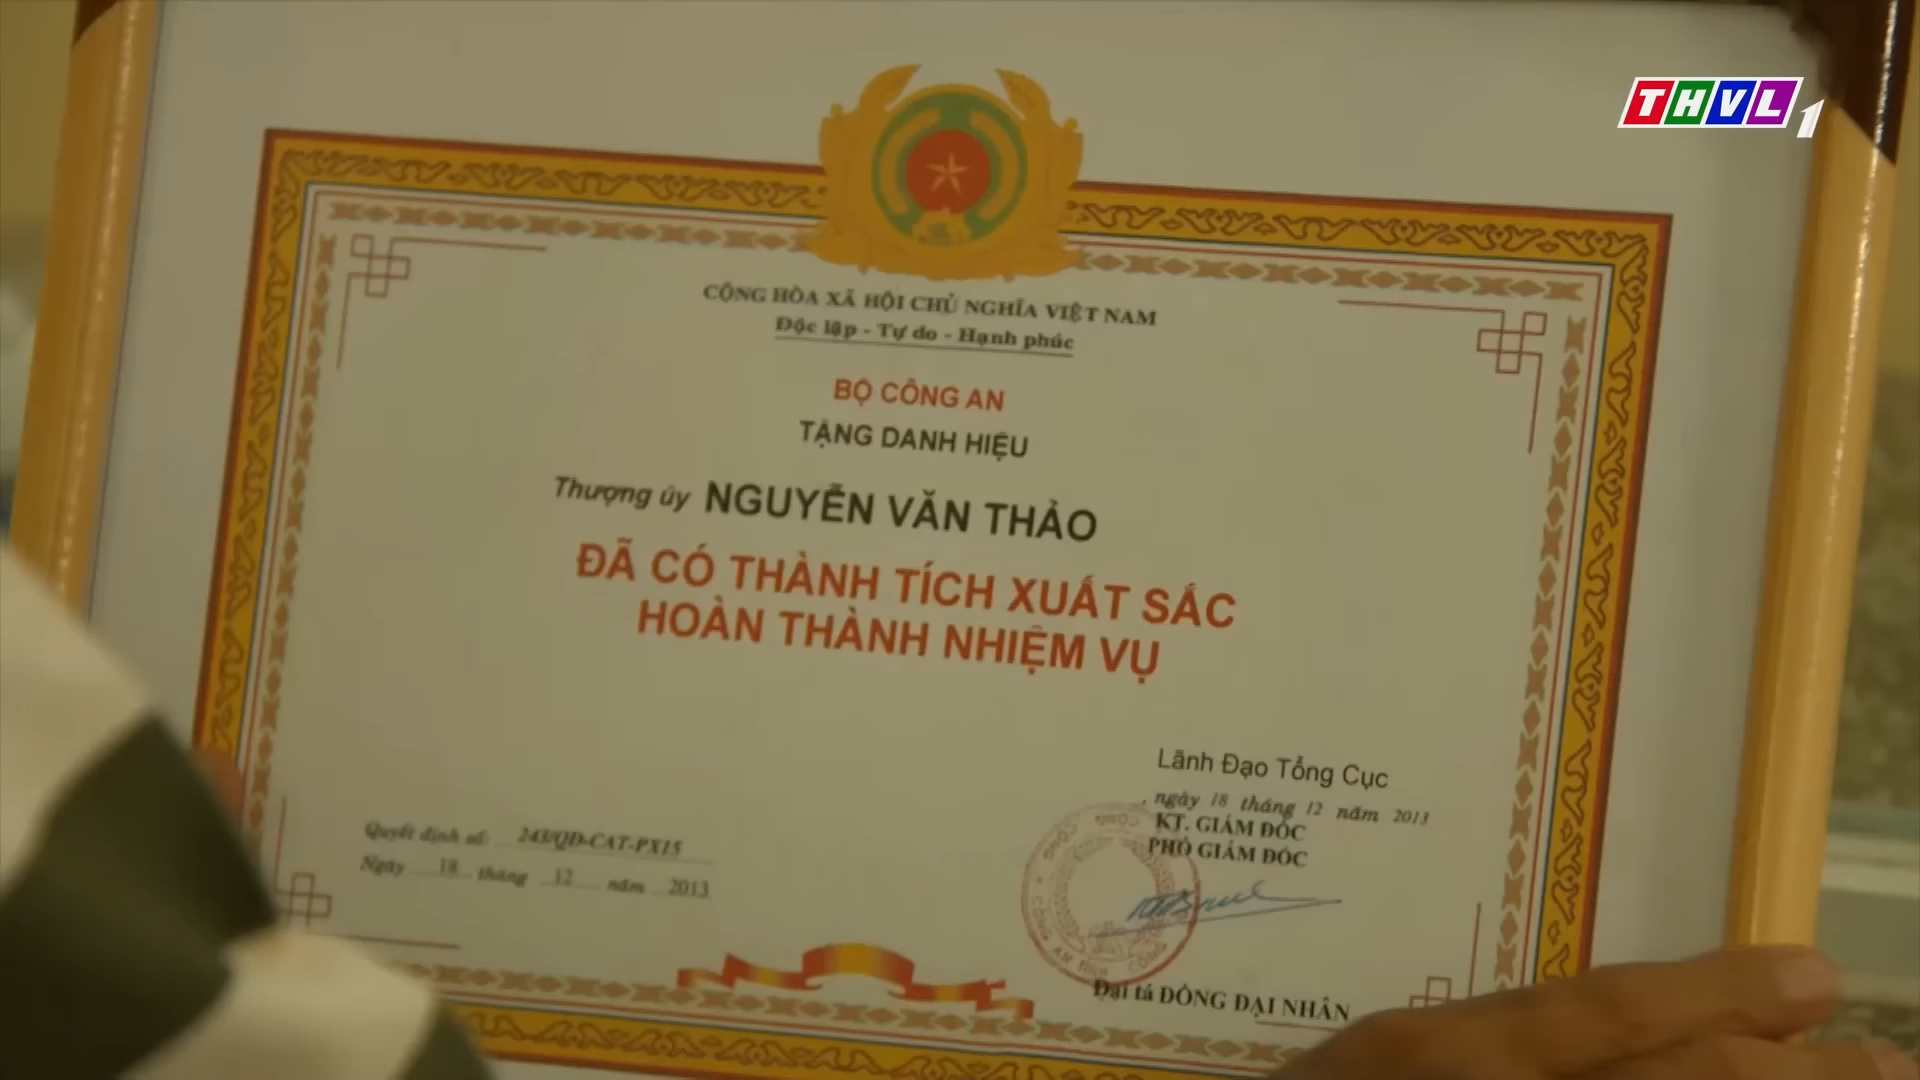 THVL1
CỘNG HÒA XÃ HỘI CHỦ NGHĨA VIỆT NAM
Độc lập - Tự do - Hạnh phúc
BỘ CÔNG AN
TẶNG DANH HIỆU
Thượng úy NGUYỄN VĂN THẢO
ĐÃ CÓ THÀNH TÍCH XUẤT SẮC
HOÀN THÀNH NHIỆM VỤ
Lãnh Đạo Tổng Cục
, ngày 18 tháng 12 năm 2013
KT. GIÁM ĐỐC
PHÓ GIÁM ĐỐC
Đại tá ĐỒNG DẠI NHÂN
Quyết định số: 243/QĐ-CAT-PX15
Ngày 18 tháng 12 năm 2013